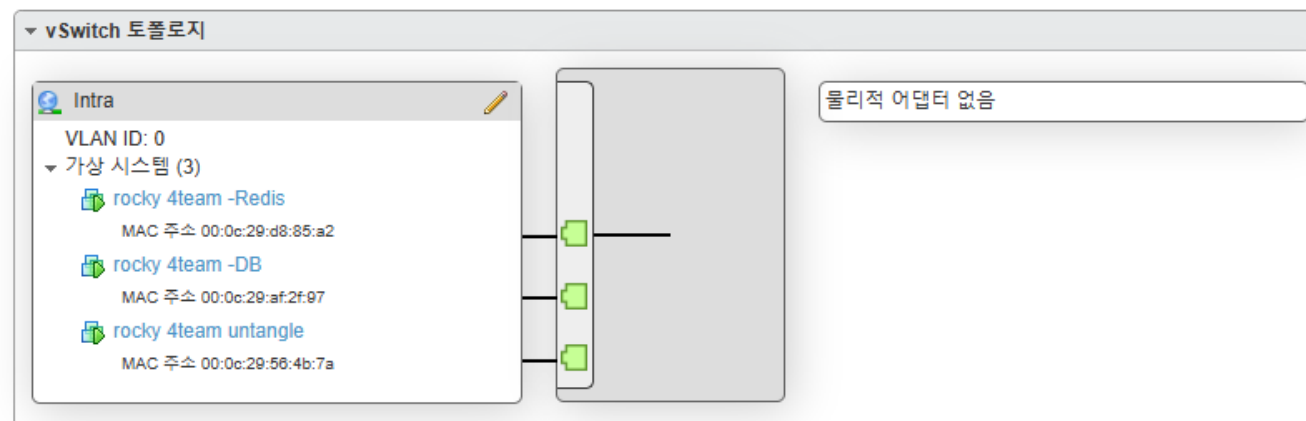 vSwitch 토폴로지
Intra
물리적 어댑터 없음
VLAN ID: 0
가상 시스템 (3)
rocky 4team -Redis
MAC 주소 00:0c:29:d8:85:a2
rocky 4team -DB
MAC 주소 00:0c:29:af:2f:97
rocky 4team untangle
MAC 주소 00:0c:29:56:4b:7a